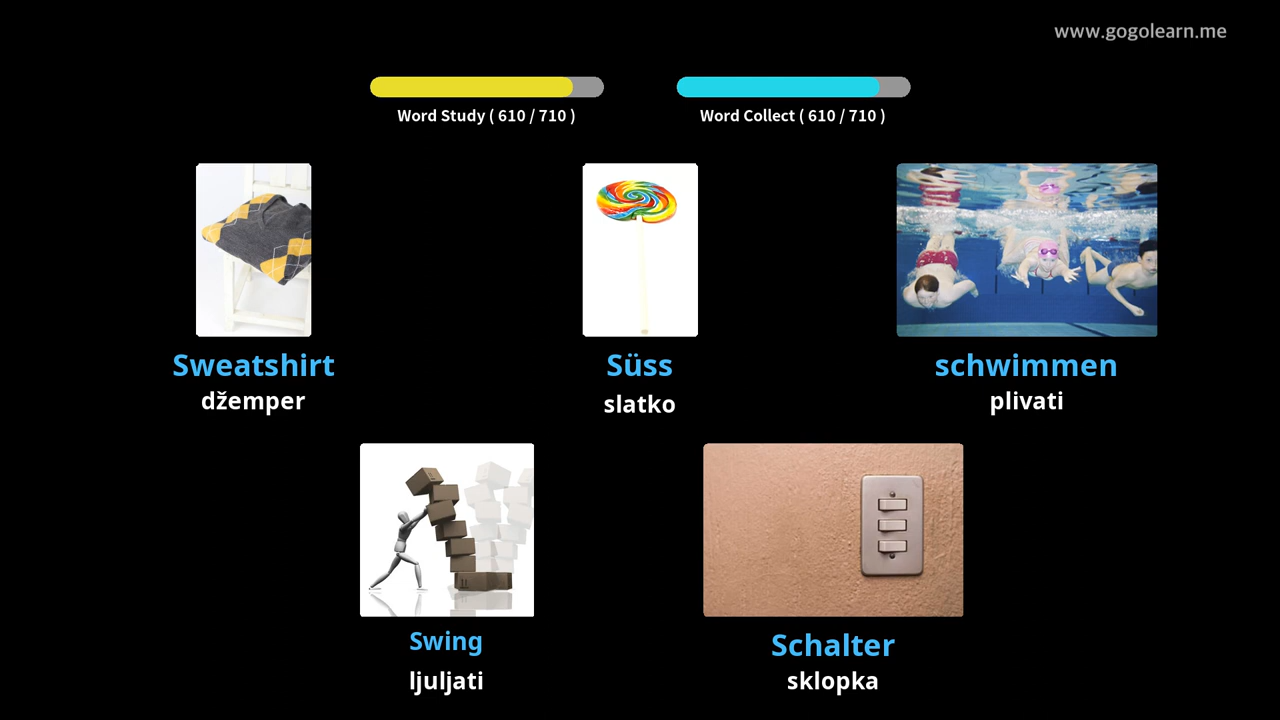 www.gogolearn.me
Word Study ( 610 / 710 )
Word Collect ( 610 / 710 )
Sweatshirt
džemper
Süss
slatko
schwimmen
plivati
Swing
ljuljati
Schalter
sklopka